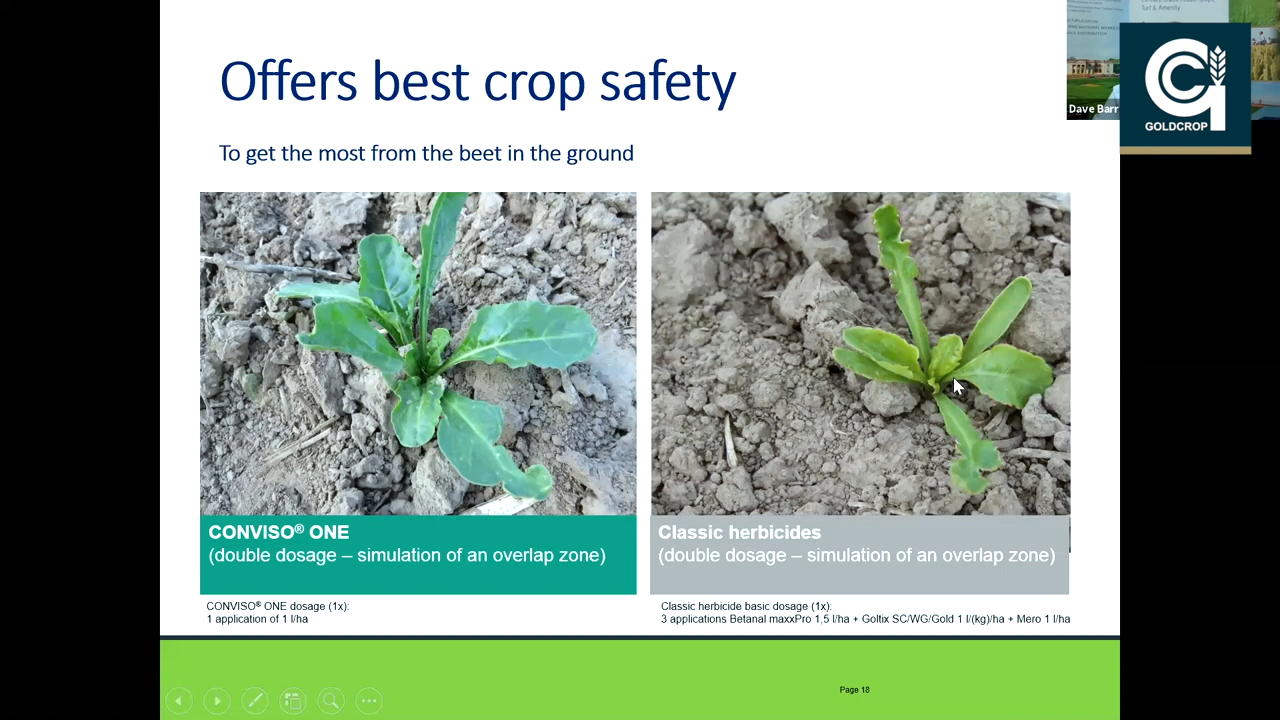 Offers best crop safety
To get the most from the beet in the ground
Turf & Amenity
Dave Barr
GOLDCROP
CONVISO® ONE
(double dosage – simulation of an overlap zone)
Classic herbicides
(double dosage – simulation of an overlap zone)
CONVISO® ONE dosage (1x):
1 application of 1 l/ha
Classic herbicide basic dosage (1x):
3 applications Betanal maxxPro 1,5 l/ha + Goltix SC/WG/Gold 1 l/(kg)/ha + Mero 1 l/ha
Page 18